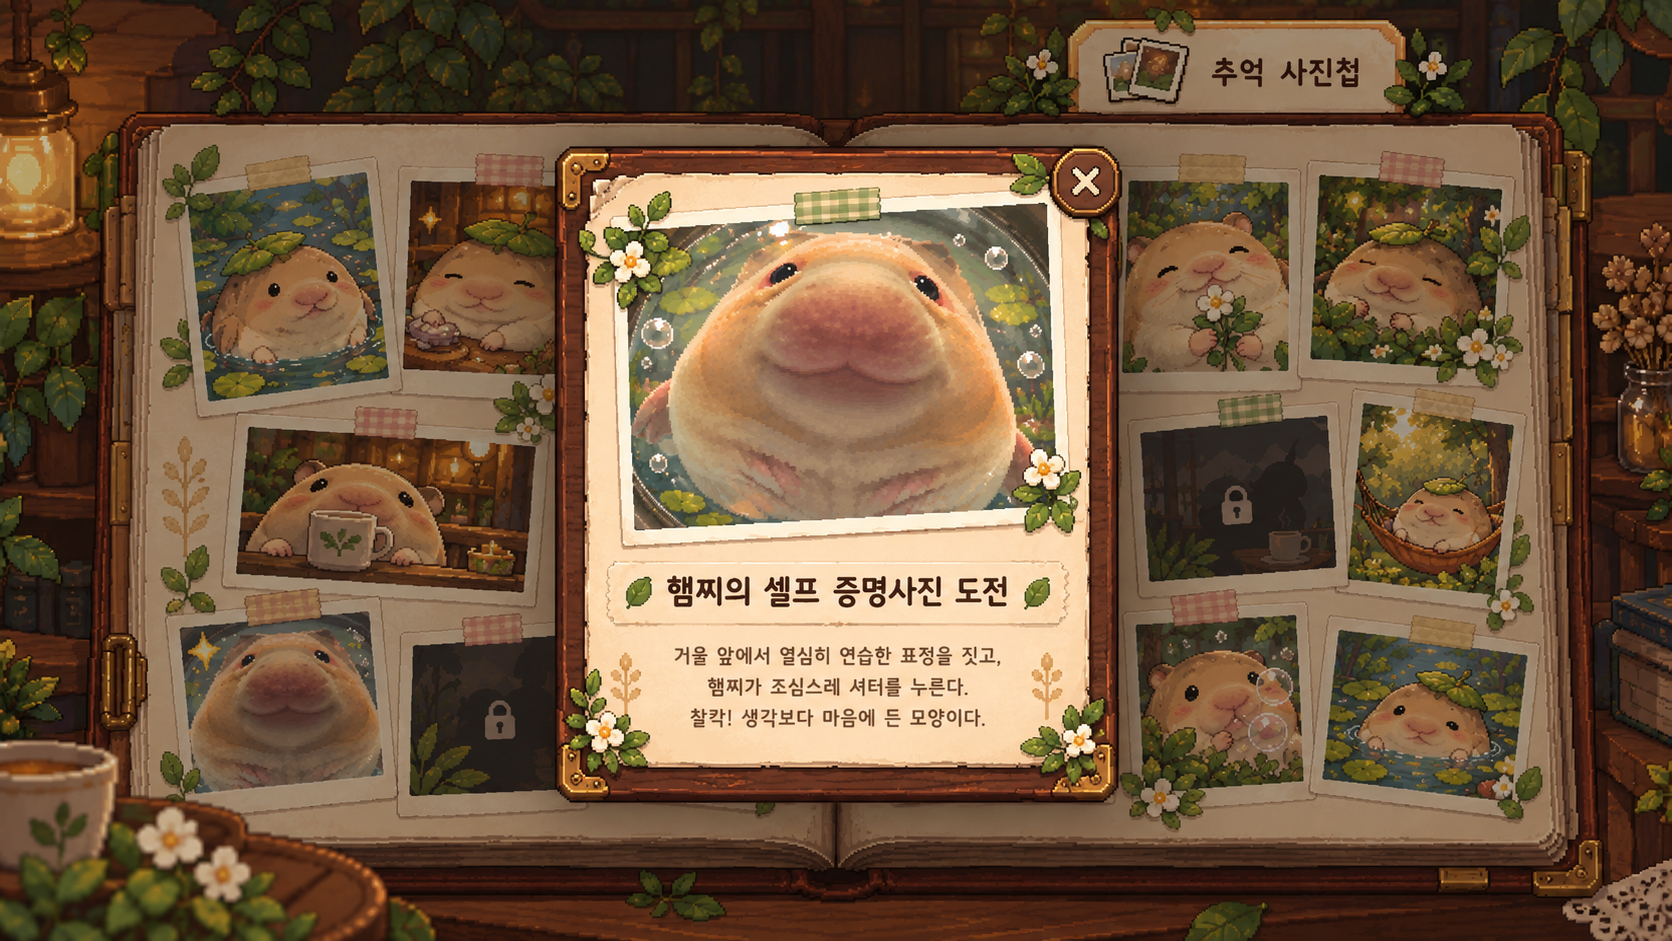 추억 사진첩
햄찌의 셀프 증명사진 도전
거울 앞에서 열심히 연습한 표정을 짓고,
햄찌가 조심스레 셔터를 누른다.
찰칵! 생각보다 마음에 든 모양이다.